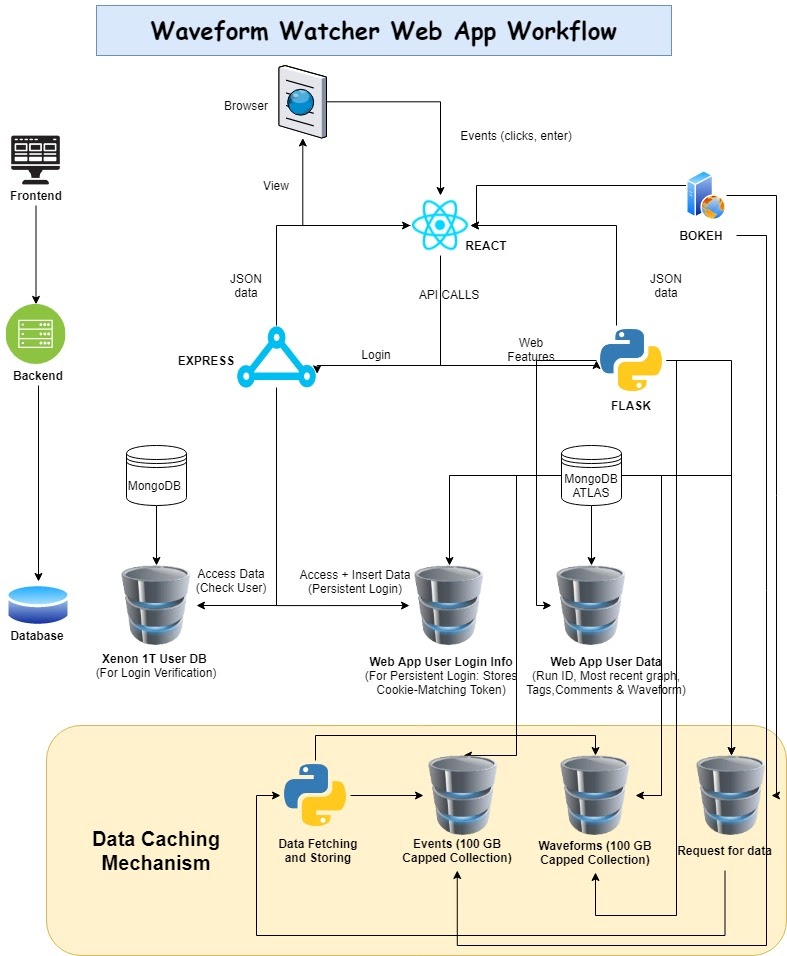 Waveform Watcher Web App Workflow
Browser
Events (clicks, enter)
View
Frontend
BOKEH
REACT
JSON
data
API CALLS
JSON
data
Web
Features
Login
EXPRESS
Backend
FLASK
MongoDB
MongoDB
ATLAS
Access Data
(Check User)
Access + Insert Data
(Persistent Login)
Database
Xenon 1T User DB
(For Login Verification)
Web App User Login Info
(For Persistent Login: Stores
Cookie-Matching Token)
Web App User Data
(Run ID, Most recent graph,
Tags,Comments & Waveform)
Data Caching
Mechanism
Data Fetching
and Storing
Events (100 GB
Capped Collection)
Waveforms (100 GB
Capped Collection)
Request for data